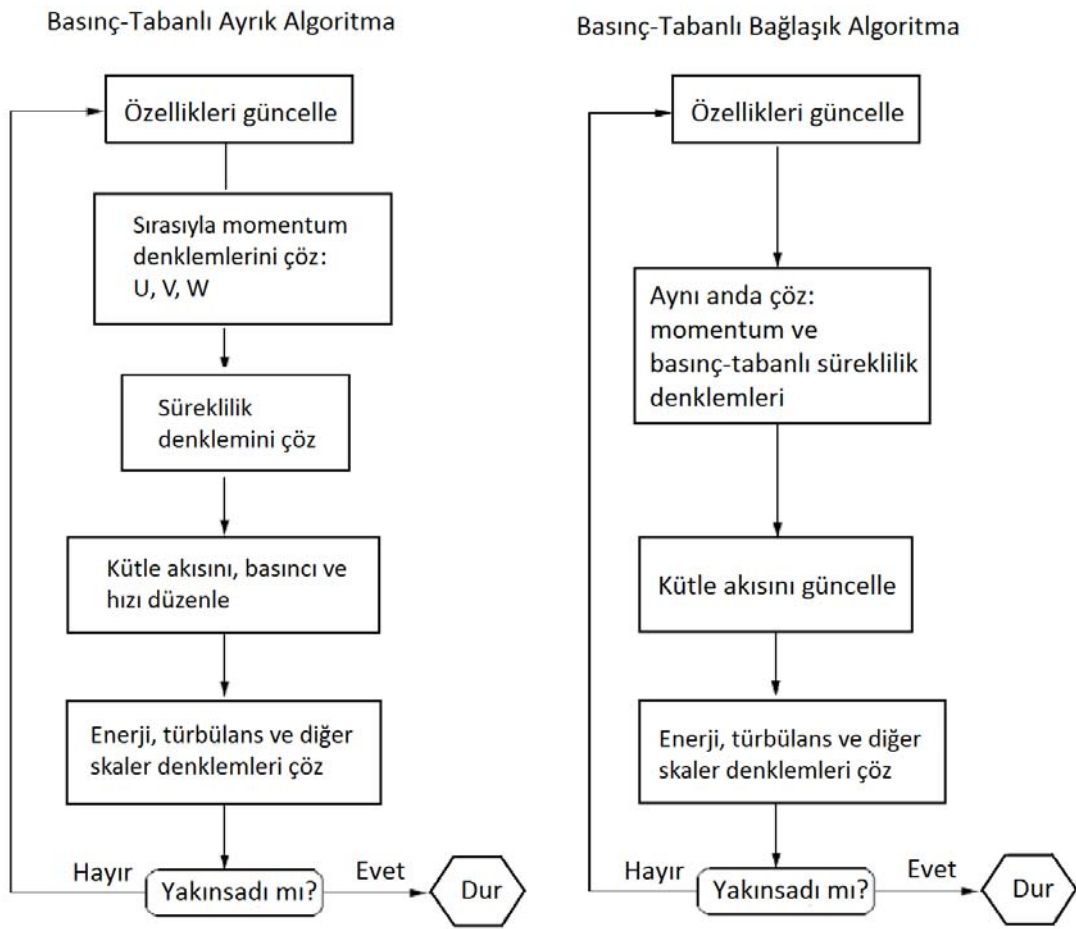 Basınç-Tabanlı Ayrık Algoritma
Özellikleri güncelle
Sırasıyla momentum
denklemlerini çöz:
U, V, W
Süreklilik
denklemini çöz
Kütle akısını, basıncı ve
hızı düzenle
Enerji, türbülans ve diğer
skaler denklemleri çöz
Hayır
Yakınsadı mı?
Evet
Dur
Basınç-Tabanlı Bağlaşık Algoritma
Özellikleri güncelle
Aynı anda çöz:
momentum ve
basınç-tabanlı süreklilik
denklemleri
Kütle akısını güncelle
Enerji, türbülans ve diğer
skaler denklemleri çöz
Hayır
Yakınsadı mı?
Evet
Dur